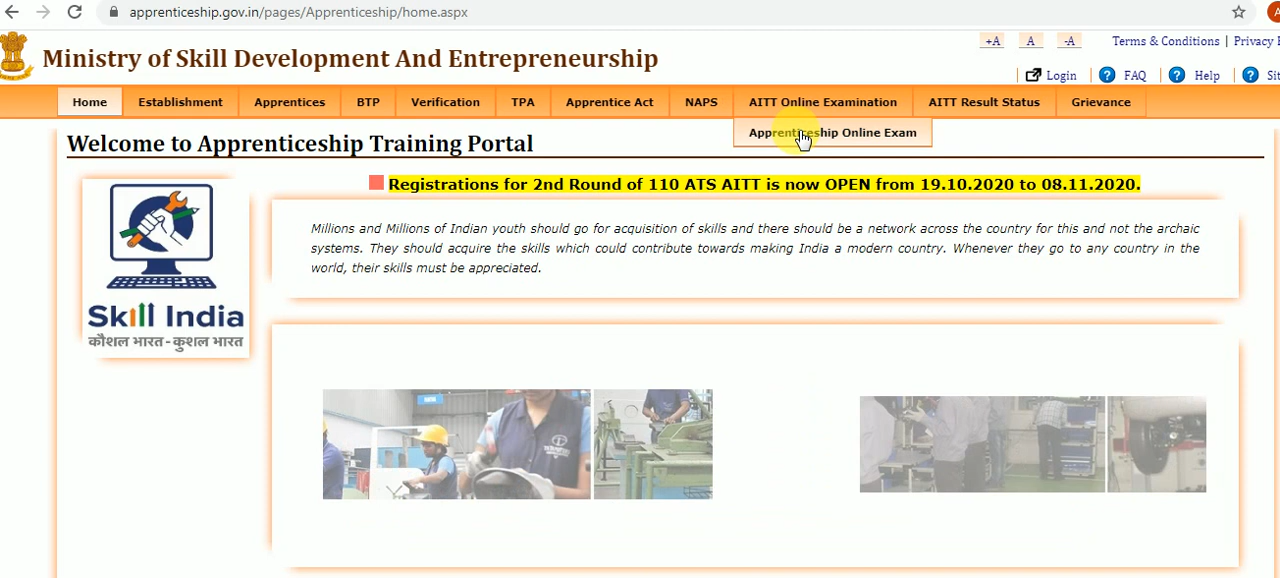 apprenticeship.gov.in/pages/Apprenticeship/home.aspx
A
Ministry of Skill Development And Entrepreneurship
+A A -A Terms & Conditions | Privacy
Login FAQ Help
Home Establishment Apprentices BTP Verification TPA Apprentice Act NAPS AITT Online Examination AITT Result Status Grievance
Apprenticeship Online Exam
Welcome to Apprenticeship Training Portal
Registrations for 2nd Round of 110 ATS AITT is now OPEN from 19.10.2020 to 08.11.2020.
Millions and Millions of Indian youth should go for acquisition of skills and there should be a network across the country for this and not the archaic
systems. They should acquire the skills which could contribute towards making India a modern country. Whenever they go to any country in the
world, their skills must be appreciated.
Skill India
कौशल भारत-कुशल भारत